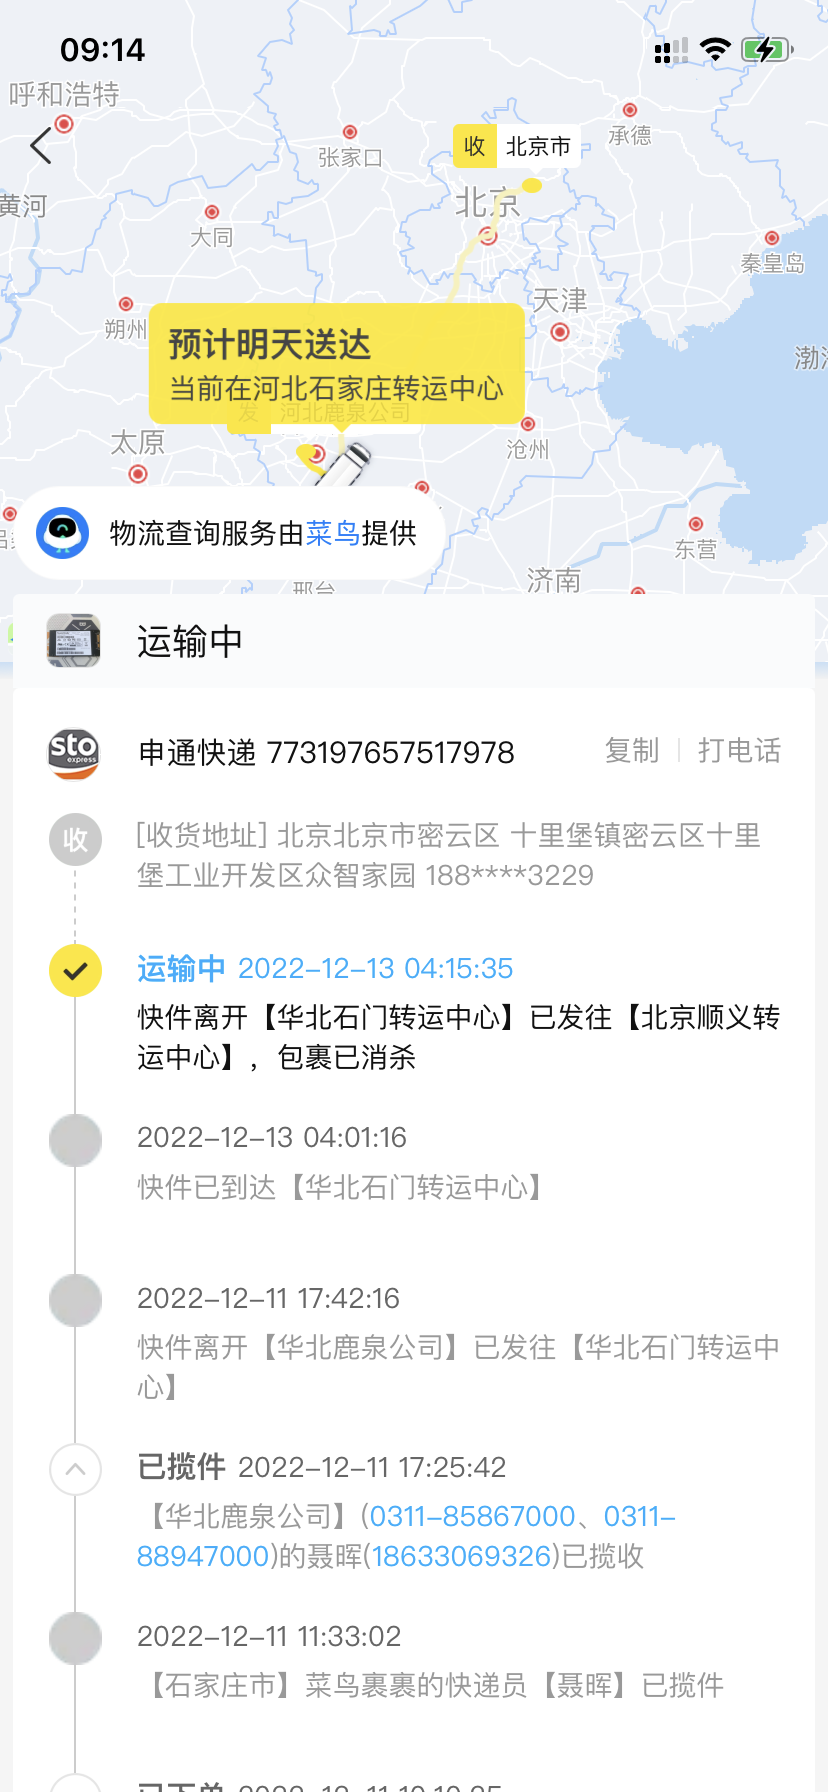 09:14
呼和浩特
张家口
承德
收 北京市
黄河
北京
大同
秦皇岛
天津
朔州
预计明天送达
当前在河北石家庄转运中心
发 河北鹿泉公司
太原
沧州
物流查询服务由菜鸟提供
东营
济南
邢台
运输中
sto
express
申通快递 773197657517978 复制 | 打电话
收 [收货地址] 北京北京市密云区 十里堡镇密云区十里
堡工业开发区众智家园 188****3229
运输中 2022-12-13 04:15:35
快件离开【华北石门转运中心】已发往【北京顺义转
运中心】，包裹已消杀
2022-12-13 04:01:16
快件已到达【华北石门转运中心】
2022-12-11 17:42:16
快件离开【华北鹿泉公司】已发往【华北石门转运中
心】
已揽件 2022-12-11 17:25:42
【华北鹿泉公司】(0311-85867000、0311-
88947000)的聂晖(18633069326)已揽收
2022-12-11 11:33:02
【石家庄市】菜鸟裹裹的快递员【聂晖】已揽件